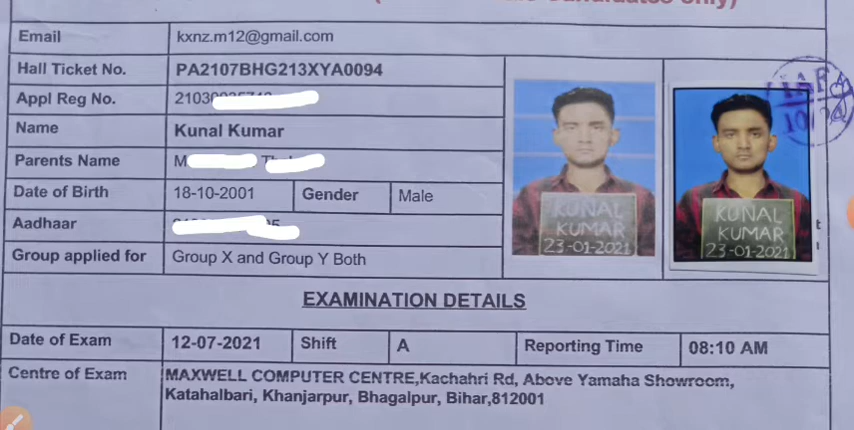 Email kxnz.m12@gmail.com
Hall Ticket No. PA2107BHG213XYA0094
Appl Reg No. 2103
Name Kunal Kumar
Parents Name M
Date of Birth 18-10-2001 Gender Male
Aadhaar
Group applied for Group X and Group Y Both
KUNAL
KUMAR
23-01-2021
KUNAL
KUMAR
23-01-2021
EXAMINATION DETAILS
Date of Exam 12-07-2021 Shift A Reporting Time 08:10 AM
Centre of Exam MAXWELL COMPUTER CENTRE,Kachahri Rd, Above Yamaha Showroom,
Katahalbari, Khanjarpur, Bhagalpur, Bihar,812001